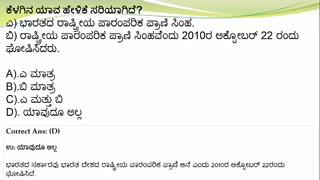 ಕೆಳಗಿನ ಯಾವ ಹೇಳಿಕೆ ಸರಿಯಾಗಿದೆ?
ಎ) ಭಾರತದ ರಾಷ್ಟ್ರೀಯ ಪಾರಂಪರಿಕ ಪ್ರಾಣಿ ಸಿಂಹ.
ಬಿ) ರಾಷ್ಟ್ರೀಯ ಪಾರಂಪರಿಕ ಪ್ರಾಣಿ ಸಿಂಹವೆಂದು 2010ರ ಅಕ್ಟೋಬರ್ 22 ರಂದು
ಘೋಷಿಸಿದರು.
A).ಎ ಮಾತ್ರ
B).ಬಿ ಮಾತ್ರ
C).ಎ ಮತ್ತು ಬಿ
D). ಯಾವುದೂ ಅಲ್ಲ
Correct Ans: (D)
ಉ: ಯಾವುದೂ ಅಲ್ಲ
ಭಾರತದ ಸರ್ಕಾರವು ಭಾರತ ದೇಶದ ರಾಷ್ಟ್ರೀಯ ಪಾರಂಪರಿಕ ಪ್ರಾಣಿ ಆನೆ ಎಂದು 2010ರ ಅಕ್ಟೋಬರ್ 22ರಂದು
ಘೋಷಿಸಿದೆ.